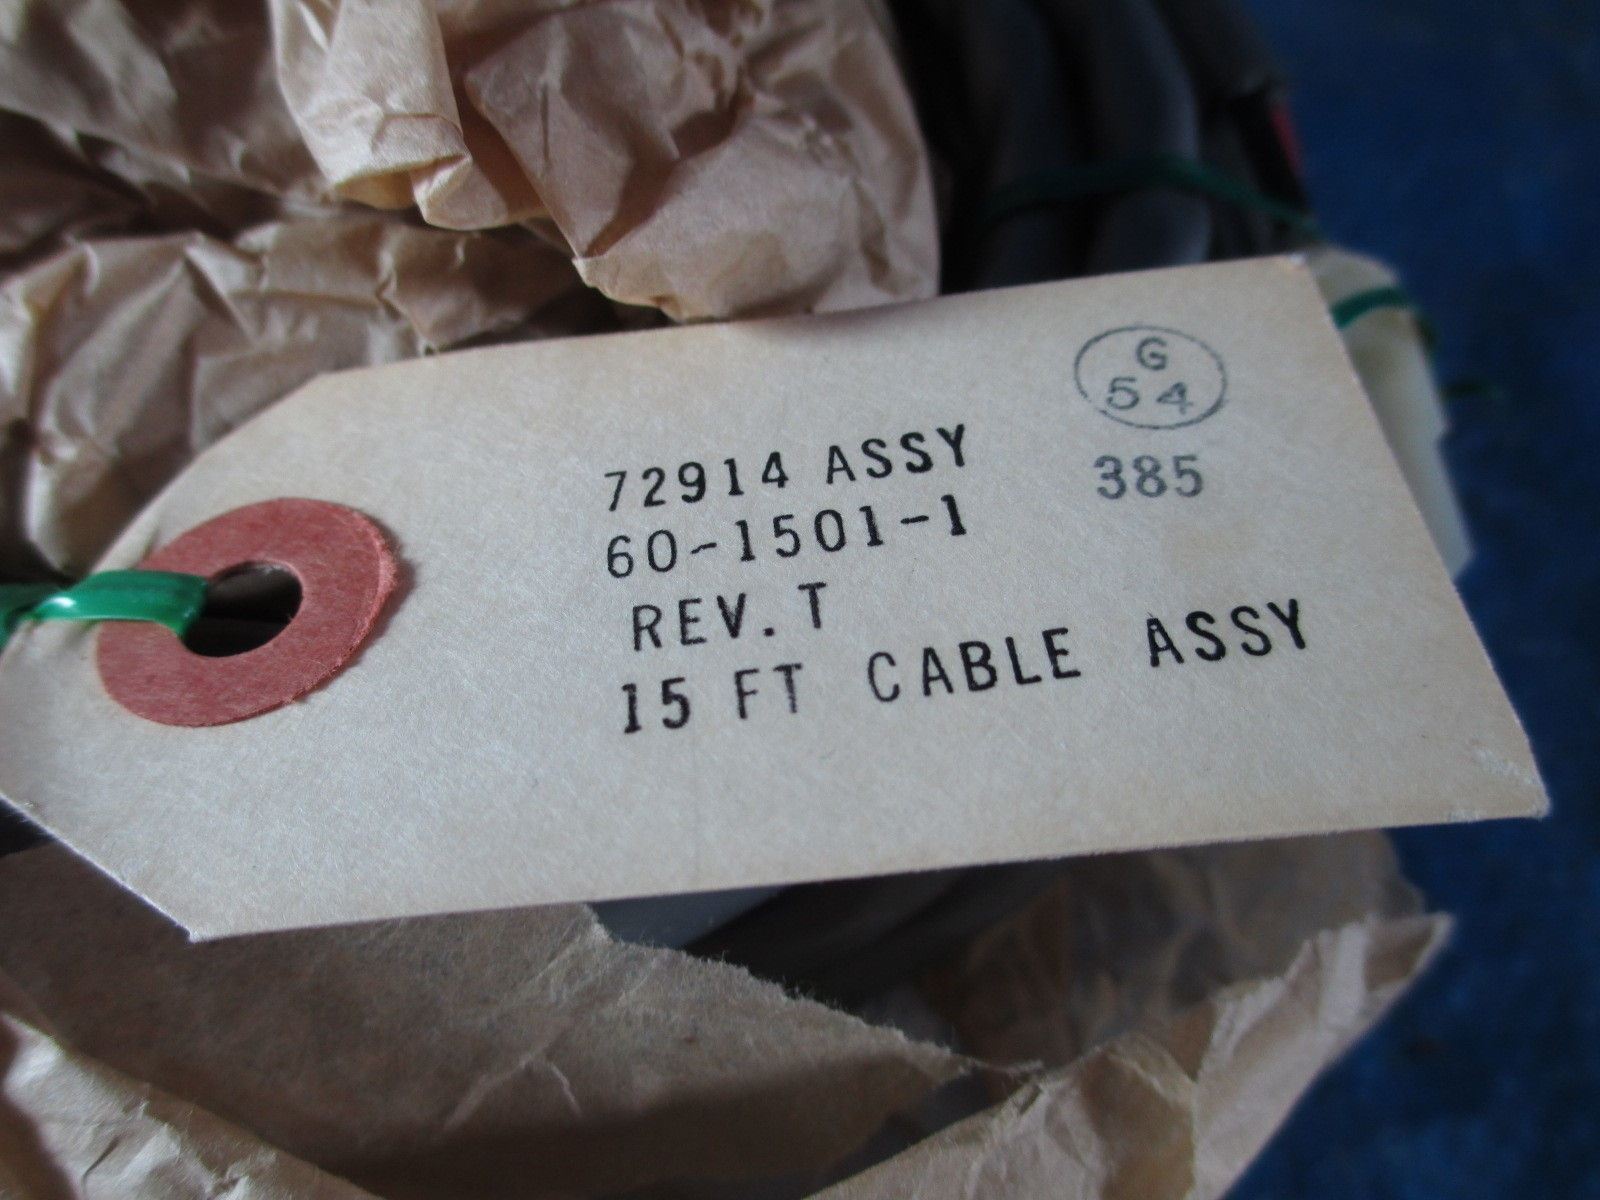 G
54
385
72914 ASSY
60-1501-1
REV. T
15 FT CABLE ASSY